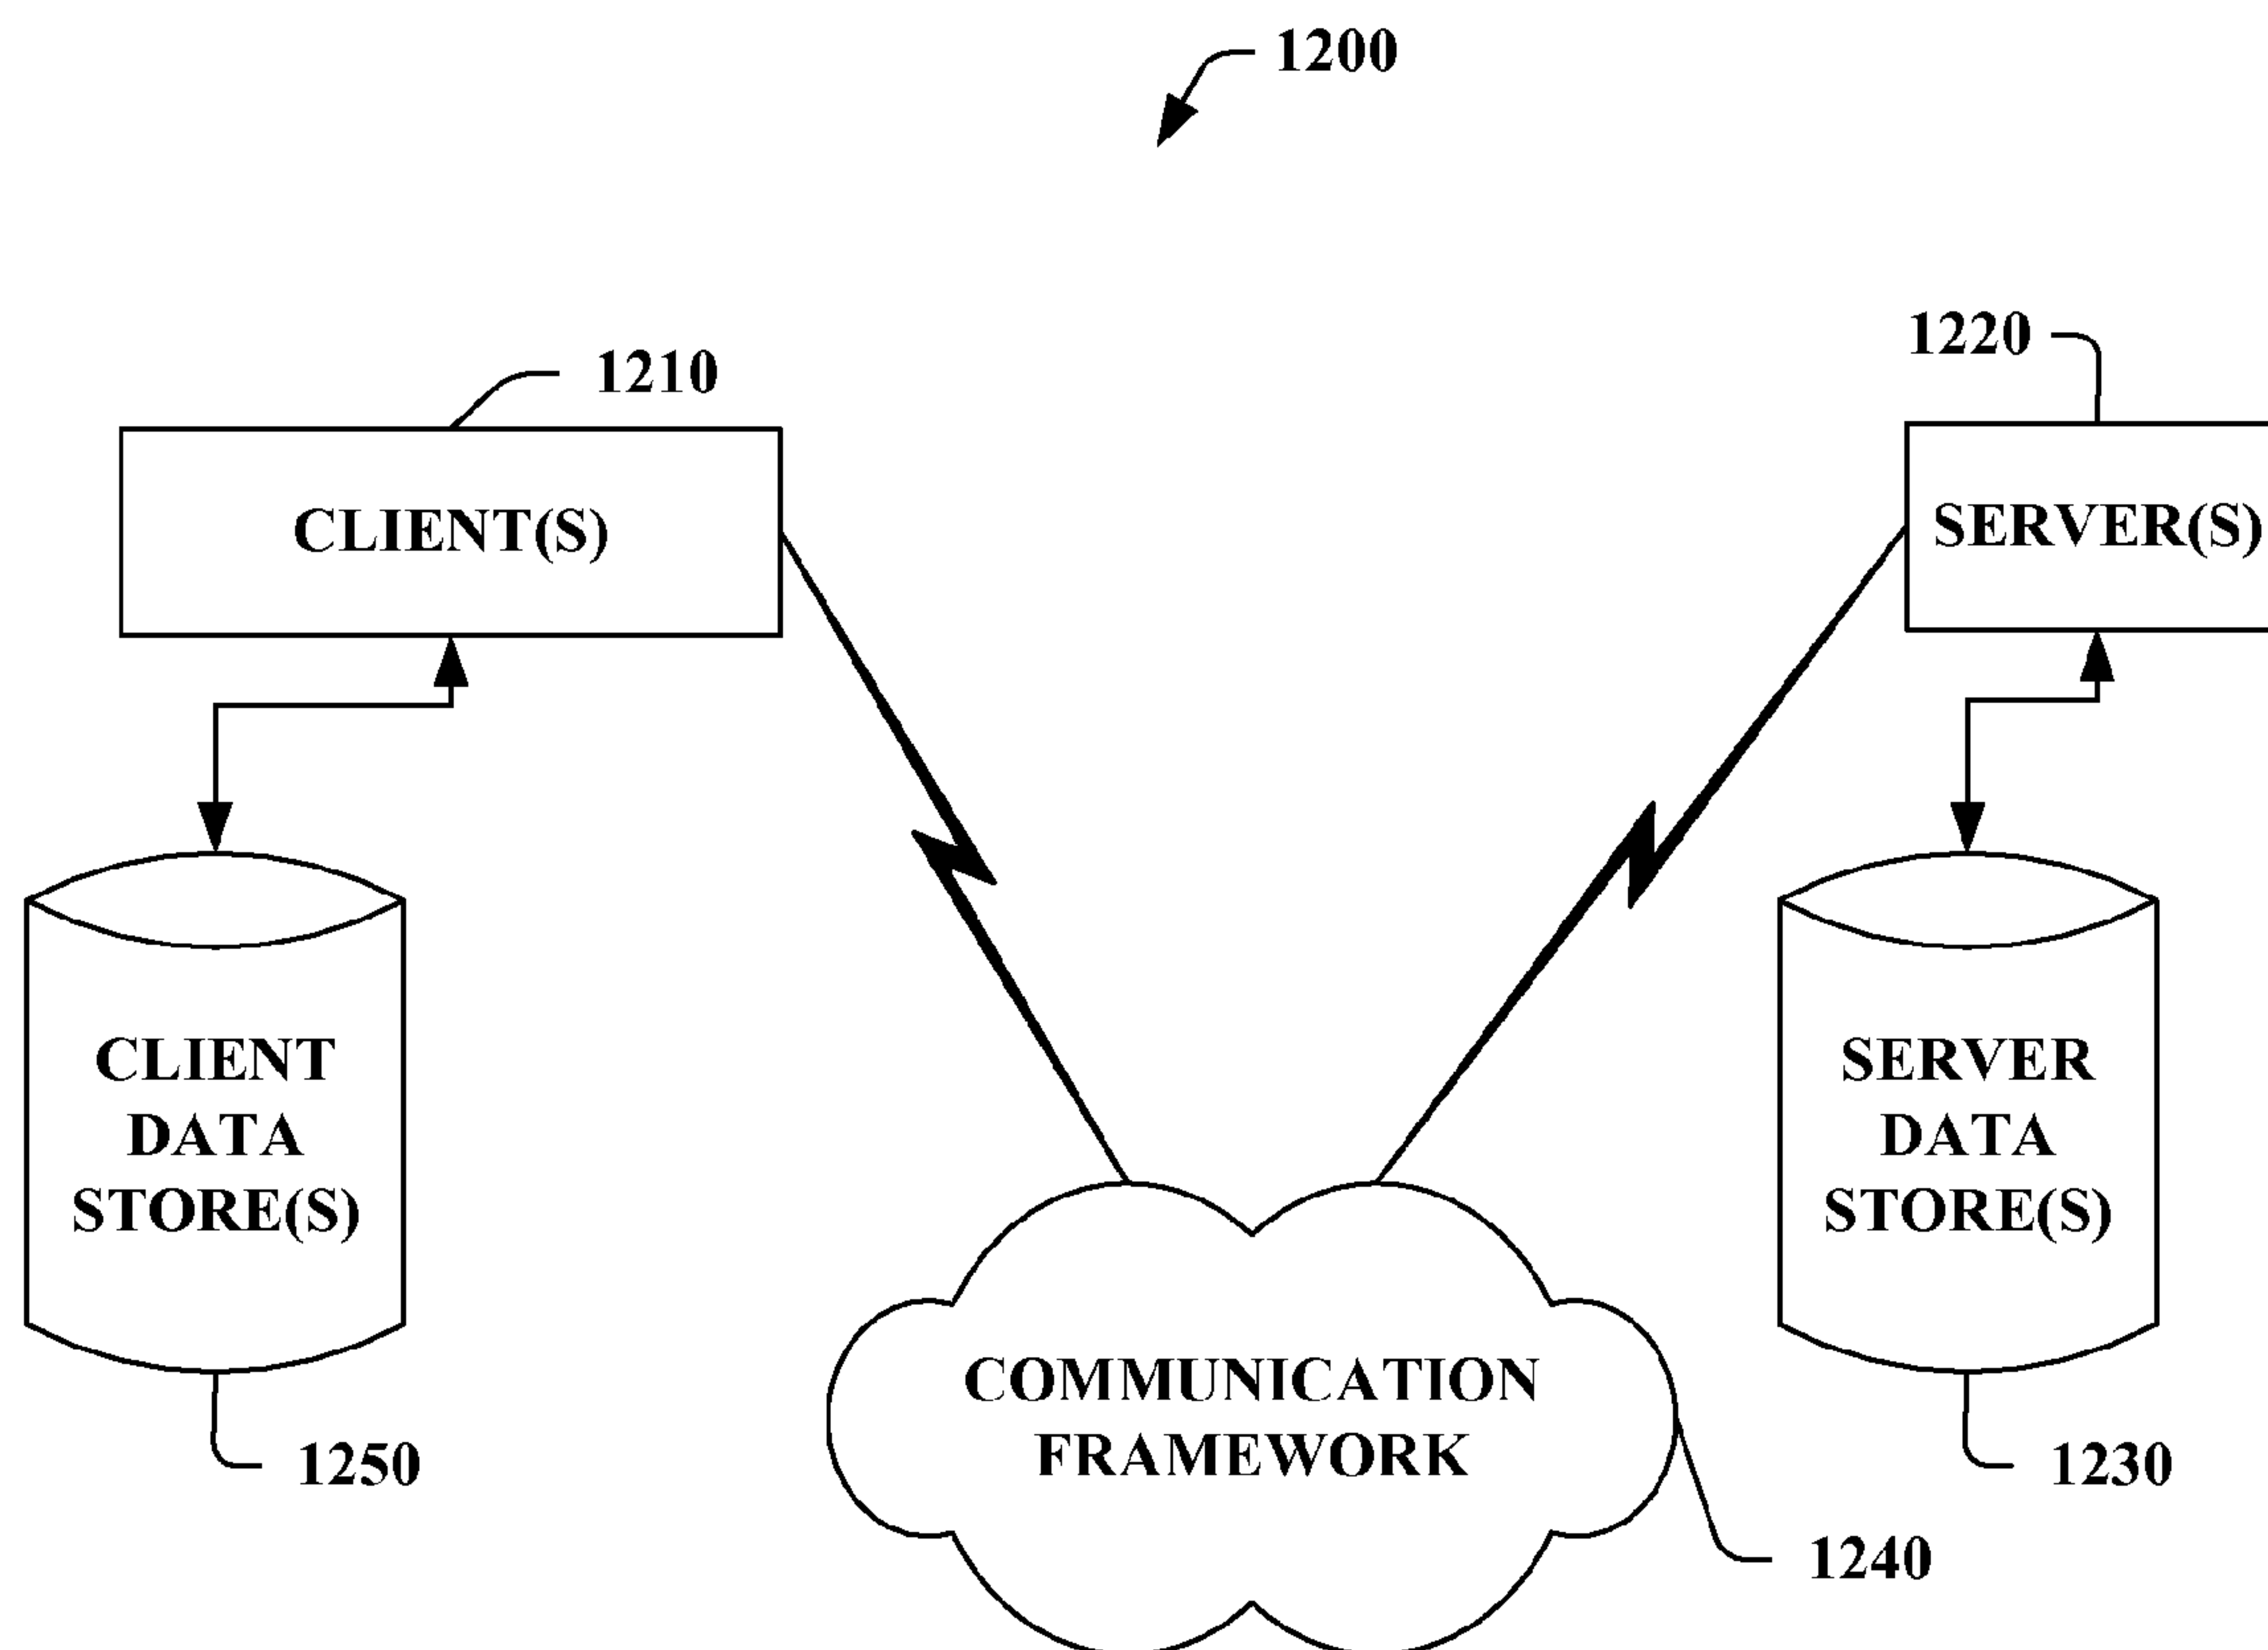 1200
1210
1220
CLIENT(S)
SERVER(S)
CLIENT
DATA
STORE(S)
SERVER
DATA
STORE(S)
COMMUNICATION
FRAMEWORK
1250
1230
1240